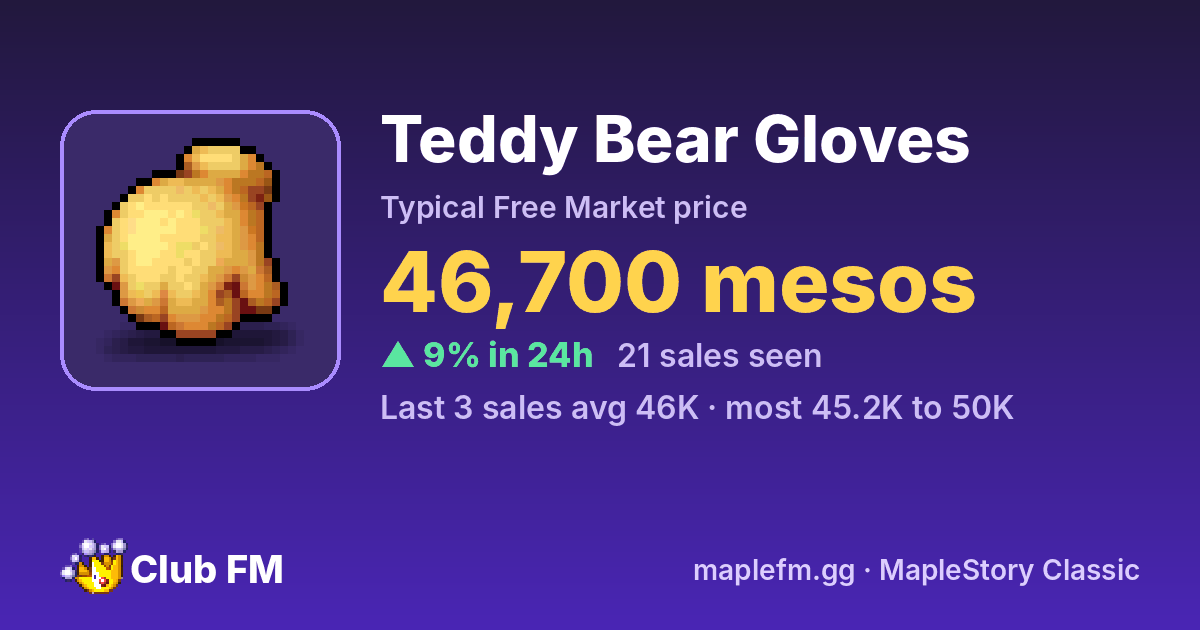 Teddy Bear Gloves
Typical Free Market price
46,700 mesos
▲ 9% in 24h 21 sales seen
Last 3 sales avg 46K · most 45.2K to 50K
Club FM
maplefm.gg · MapleStory Classic